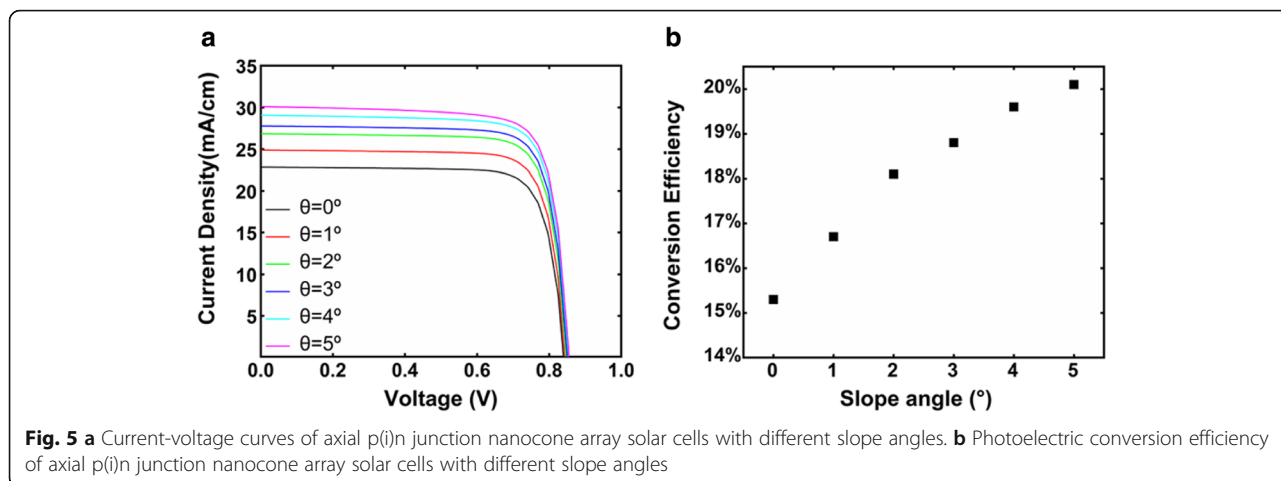 a
35
30
25
20
15
10
5
Current Density(mA/cm)
θ=0º
θ=1º
θ=2º
θ=3º
θ=4º
θ=5º
0.0 0.2 0.4 0.6 0.8 1.0
Voltage (V)
b
20%
19%
18%
17%
16%
15%
14%
Conversion Efficiency
0 1 2 3 4 5
Slope angle (°)
Fig. 5 a Current-voltage curves of axial p(i)n junction nanocone array solar cells with different slope angles. b Photoelectric conversion efficiency
of axial p(i)n junction nanocone array solar cells with different slope angles